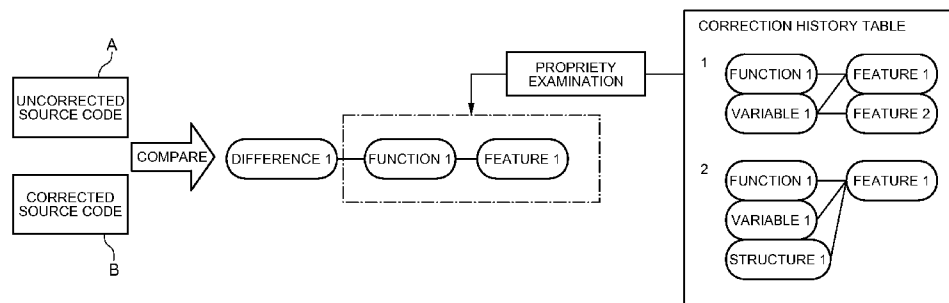 A
UNCORRECTED
SOURCE CODE
CORRECTED
SOURCE CODE
B
COMPARE
DIFFERENCE 1
FUNCTION 1
FEATURE 1
PROPRIETY
EXAMINATION
CORRECTION HISTORY TABLE
1
FUNCTION 1
FEATURE 1
VARIABLE 1
FEATURE 2
2
FUNCTION 1
FEATURE 1
VARIABLE 1
STRUCTURE 1